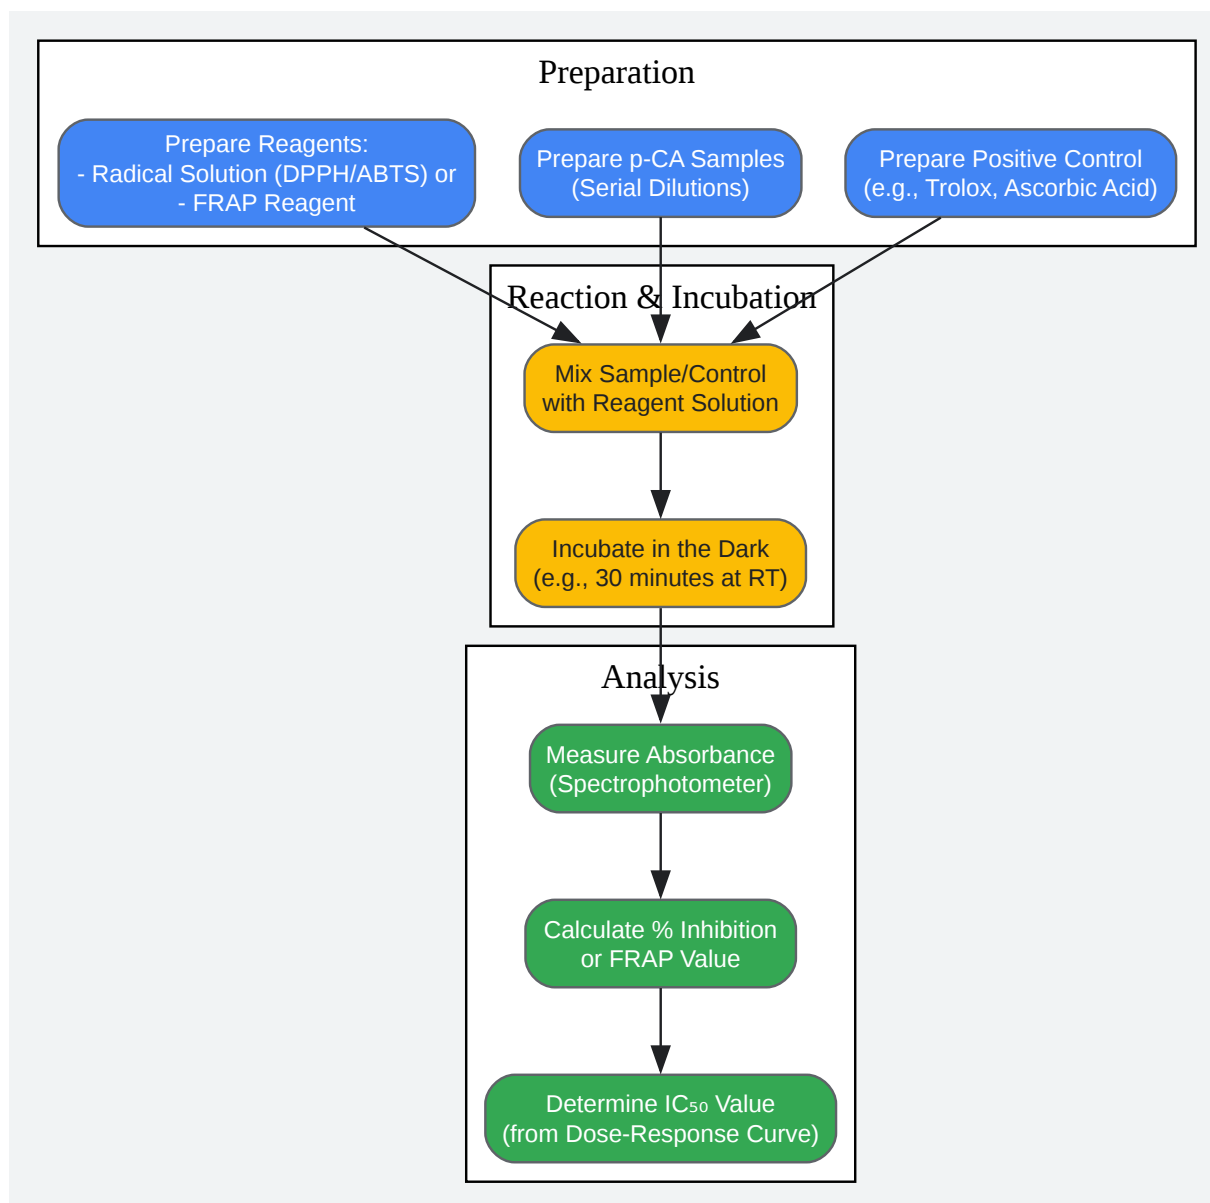 Preparation
Prepare Reagents:
- Radical Solution (DPPH/ABTS) or
- FRAP Reagent
Prepare p-CA Samples
(Serial Dilutions)
Prepare Positive Control
(e.g., Trolox, Ascorbic Acid)
Reaction & Incubation
Mix Sample/Control
with Reagent Solution
Incubate in the Dark
(e.g., 30 minutes at RT)
Analysis
Measure Absorbance
(Spectrophotometer)
Calculate % Inhibition
or FRAP Value
Determine IC₅₀ Value
(from Dose-Response Curve)